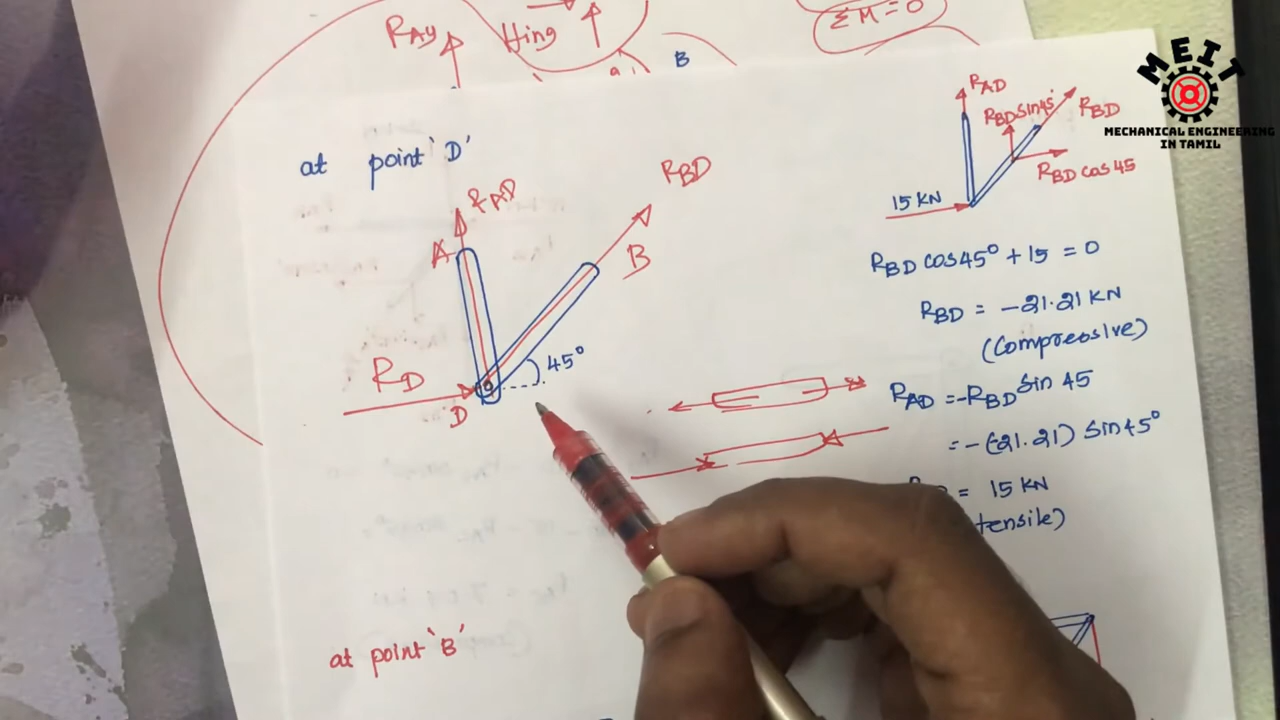 RAy
Hing
ΣM=0
B
at point 'D'
RAD
A
RBD
B
45°
RD
D
RAD
RBD sin45°
RBD
RBD cos 45
15 KN
MEIT
MECHANICAL ENGINEERING
IN TAMIL
RBD cos45° + 15 = 0
RBD = -21.21 KN
(Compressive)
RAD = -RBD sin 45
= -(-21.21) sin45°
= 15 KN
tensile)
at point 'B'